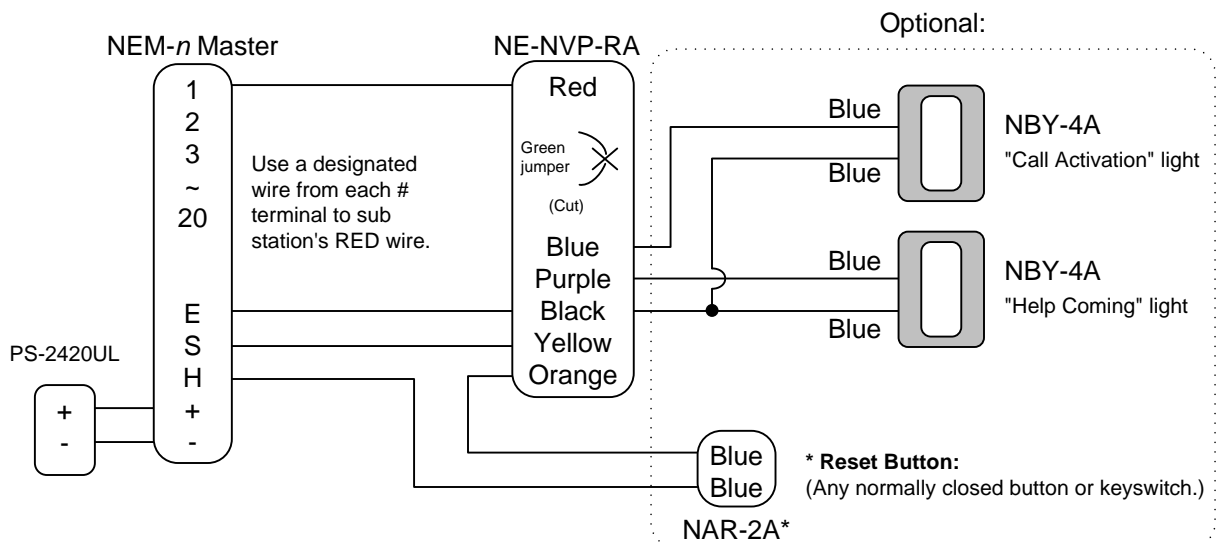 Optional:
NEM-n Master
NE-NVP-RA
1
2
3
~
20
E
S
H
+
-
Use a designated
wire from each #
terminal to sub
station's RED wire.
PS-2420UL
+
-
Red
Green
jumper
(Cut)
Blue
Purple
Black
Yellow
Orange
Blue
Blue
NBY-4A
"Call Activation" light
Blue
Blue
NBY-4A
"Help Coming" light
Blue
Blue
NAR-2A*
* Reset Button:
(Any normally closed button or keyswitch.)